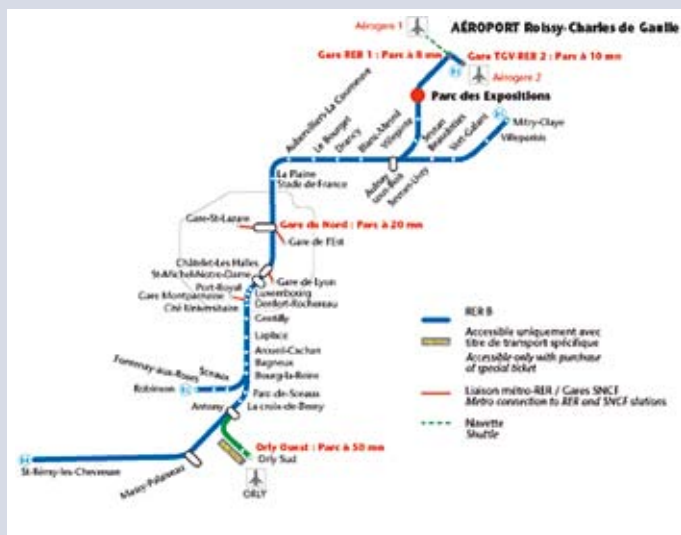 Aérogare 1
AÉROPORT Roissy-Charles de Gaulle
Gare RER 1 : Parc à 8 mn
Gare TGV-RER 2 : Parc à 10 mn
Aérogare 2
Parc des Expositions
Aubervilliers-La Courneuve
Le Bourget
Drancy
Blanc-Mesnil
Villepinte
Sevran
Beaudottes
Vert-Galant
Mitry-Claye
Villeparisis
Aulnay
sous-Bois
Sevran-Livry
La Plaine
Stade de France
Gare-St-Lazare
Gare du Nord : Parc à 20 mn
Gare de l'Est
Châtelet-Les Halles
St-Michel-Notre-Dame
Gare de Lyon
Port-Royal
Luxembourg
Gare Montparnasse
Denfert-Rochereau
Cité Universitaire
Gentilly
Laplace
Arcueil-Cachan
Bagneux
Bourg-la-Reine
Fontenay-aux-Roses
Sceaux
Robinson
Parc-de-Sceaux
Antony
La croix-de-Berny
Orly Ouest : Parc à 50 mn
Orly Sud
ORLY
Massy-Palaiseau
St-Rémy-les-Chevreuse
RER B
Accessible uniquement avec
titre de transport spécifique
Accessible only with purchase
of special ticket
Liaison métro-RER / Gares SNCF
Metro connection to RER and SNCF stations
Navette
Shuttle